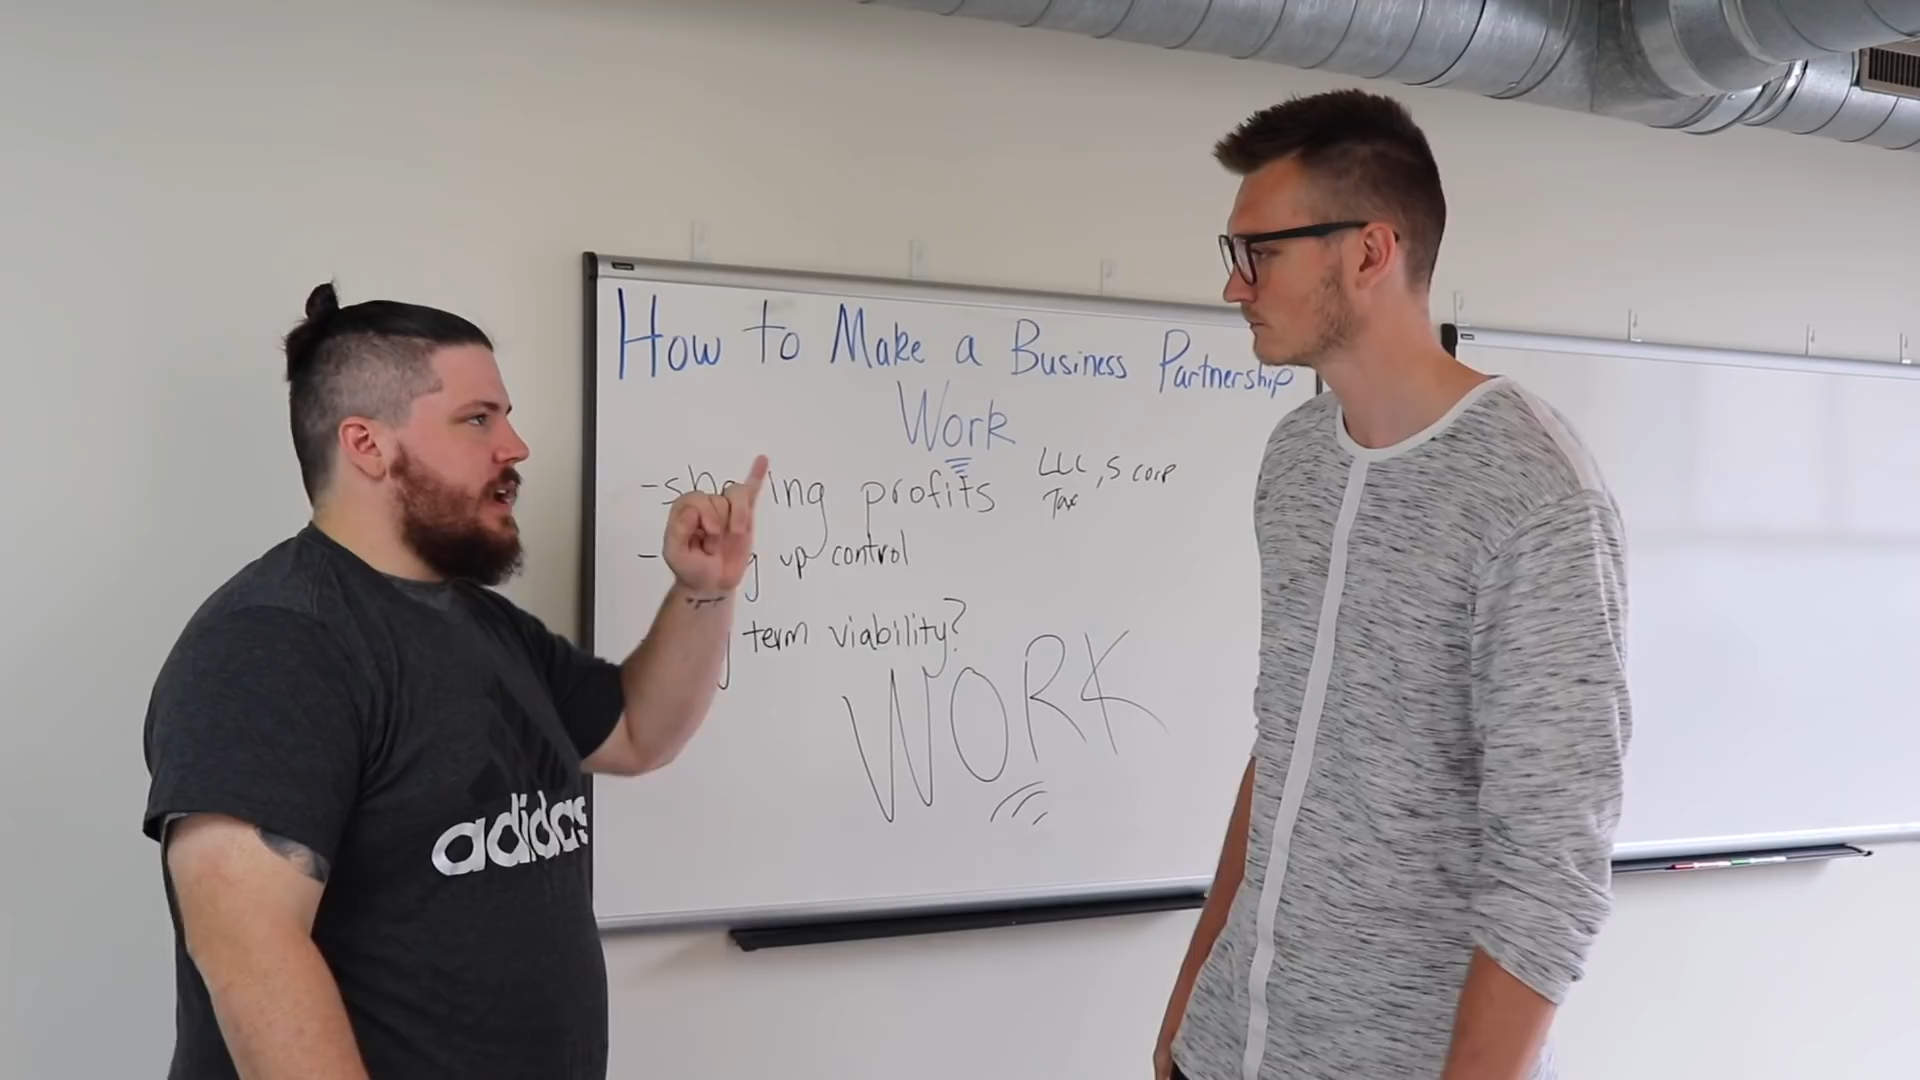 How to Make a Business Partnership
Work
profits LLC, S corp
Tax
up control
term viability?
WORK
adidas